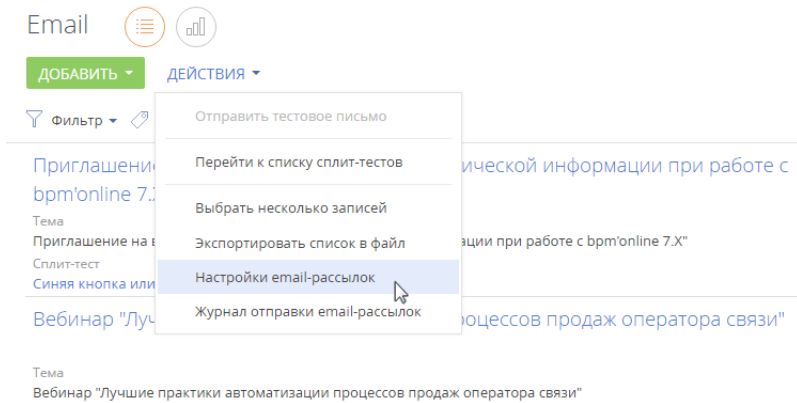 Email
ДОБАВИТЬ
ДЕЙСТВИЯ
Фильтр
Отправить тестовое письмо
Перейти к списку сплит-тестов
Выбрать несколько записей
Экспортировать список в файл
Настройки email-рассылок
Журнал отправки email-рассылок
Приглашение ической информации при работе с
bpm'online 7.
Тема
Приглашение на ации при работе с bpm'online 7.X"
Сплит-тест
Синяя кнопка или
Вебинар "Луч оцессов продаж оператора связи"
Тема
Вебинар "Лучшие практики автоматизации процессов продаж оператора связи"